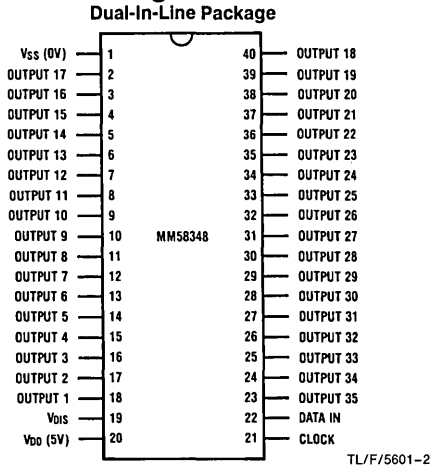 Dual-In-Line Package
VSS (0V) 1 40 OUTPUT 18
OUTPUT 17 2 39 OUTPUT 19
OUTPUT 16 3 38 OUTPUT 20
OUTPUT 15 4 37 OUTPUT 21
OUTPUT 14 5 36 OUTPUT 22
OUTPUT 13 6 35 OUTPUT 23
OUTPUT 12 7 34 OUTPUT 24
OUTPUT 11 8 33 OUTPUT 25
OUTPUT 10 9 32 OUTPUT 26
OUTPUT 9 10 MM58348 31 OUTPUT 27
OUTPUT 8 11 30 OUTPUT 28
OUTPUT 7 12 29 OUTPUT 29
OUTPUT 6 13 28 OUTPUT 30
OUTPUT 5 14 27 OUTPUT 31
OUTPUT 4 15 26 OUTPUT 32
OUTPUT 3 16 25 OUTPUT 33
OUTPUT 2 17 24 OUTPUT 34
OUTPUT 1 18 23 OUTPUT 35
VDIS 19 22 DATA IN
VDD (5V) 20 21 CLOCK
TL/F/5601-2